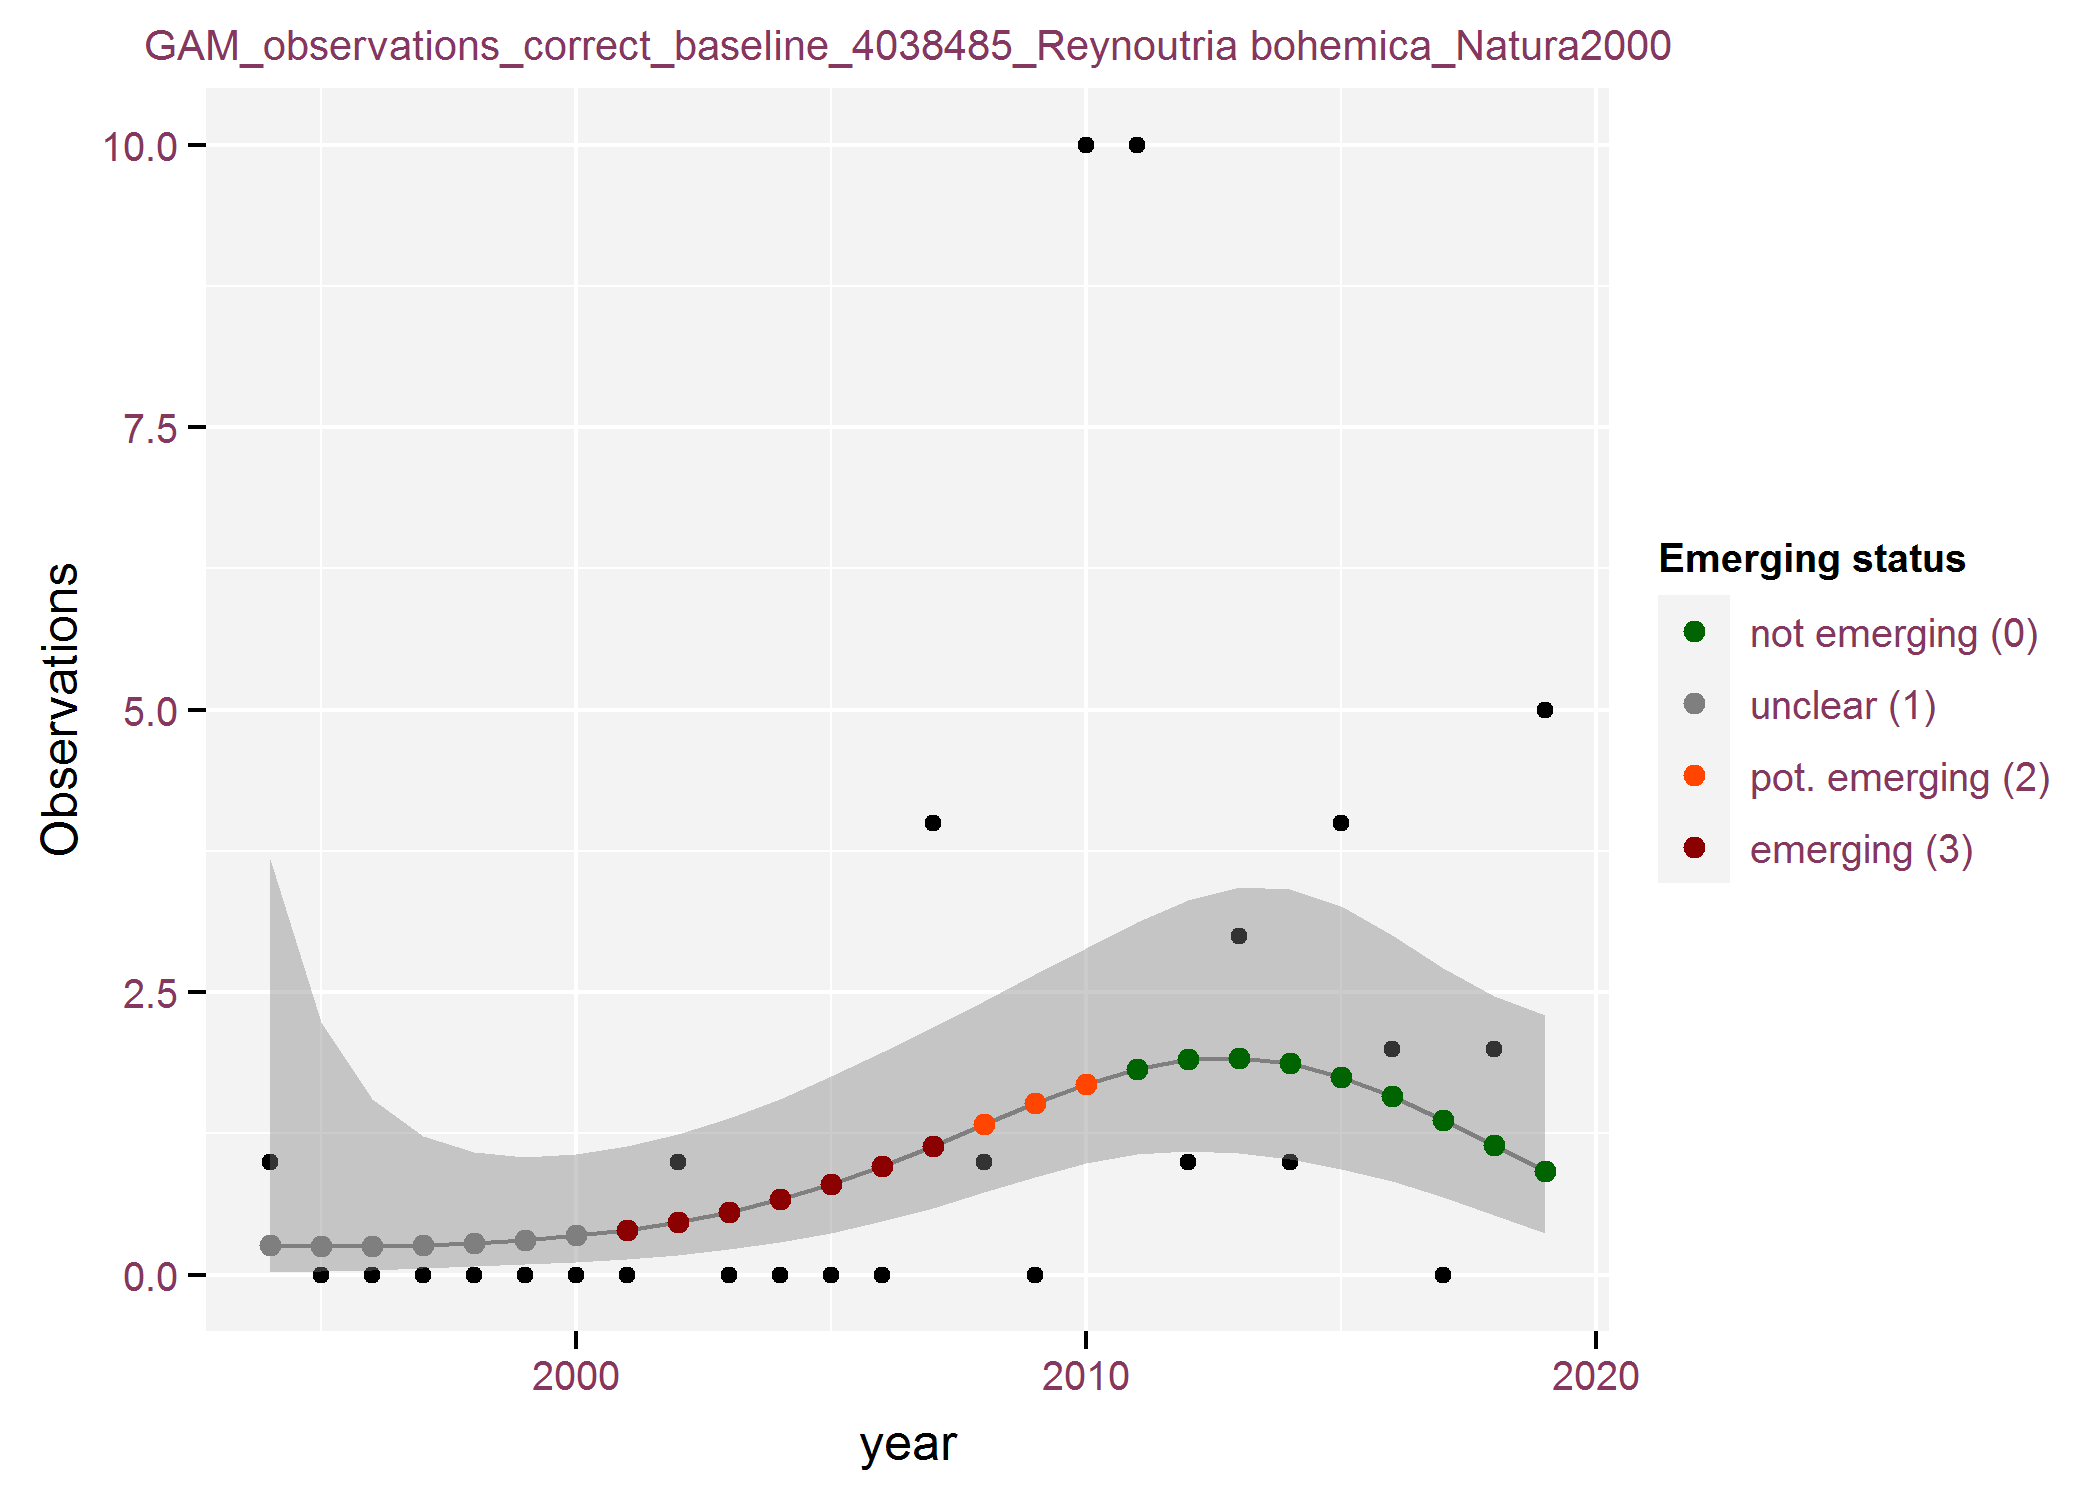 GAM_observations_correct_baseline_4038485_Reynoutria bohemica_Natura2000
10.0
7.5
5.0
2.5
0.0
Observations
2000
2010
2020
year
Emerging status
not emerging (0)
unclear (1)
pot. emerging (2)
emerging (3)